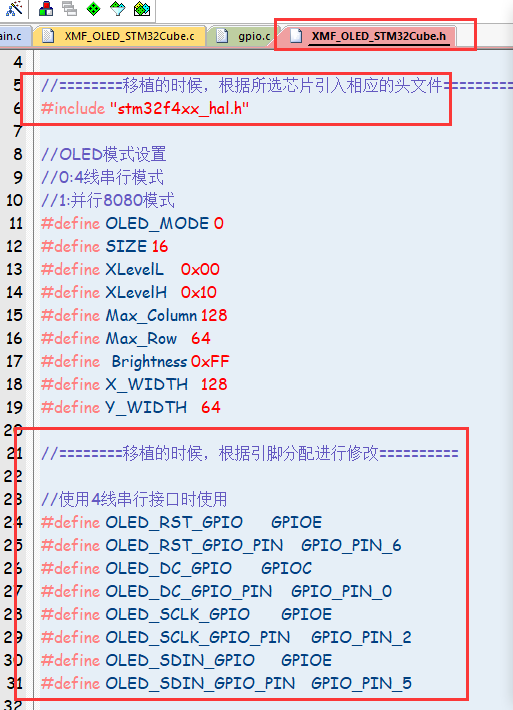 ain.c XMF_OLED_STM32Cube.c gpio.c XMF_OLED_STM32Cube.h
4
5 //========移植的时候，根据所选芯片引入相应的头文件=========
6 #include "stm32f4xx_hal.h"
7
8 //OLED模式设置
9 //0:4线串行模式
10 //1:并行8080模式
11 #define OLED_MODE 0
12 #define SIZE 16
13 #define XLevelL 0x00
14 #define XLevelH 0x10
15 #define Max_Column 128
16 #define Max_Row 64
17 #define Brightness 0xFF
18 #define X_WIDTH 128
19 #define Y_WIDTH 64
20
21 //========移植的时候，根据引脚分配进行修改==========
22
23 //使用4线串行接口时使用
24 #define OLED_RST_GPIO GPIOE
25 #define OLED_RST_GPIO_PIN GPIO_PIN_6
26 #define OLED_DC_GPIO GPIOC
27 #define OLED_DC_GPIO_PIN GPIO_PIN_0
28 #define OLED_SCLK_GPIO GPIOE
29 #define OLED_SCLK_GPIO_PIN GPIO_PIN_2
30 #define OLED_SDIN_GPIO GPIOE
31 #define OLED_SDIN_GPIO_PIN GPIO_PIN_5
32